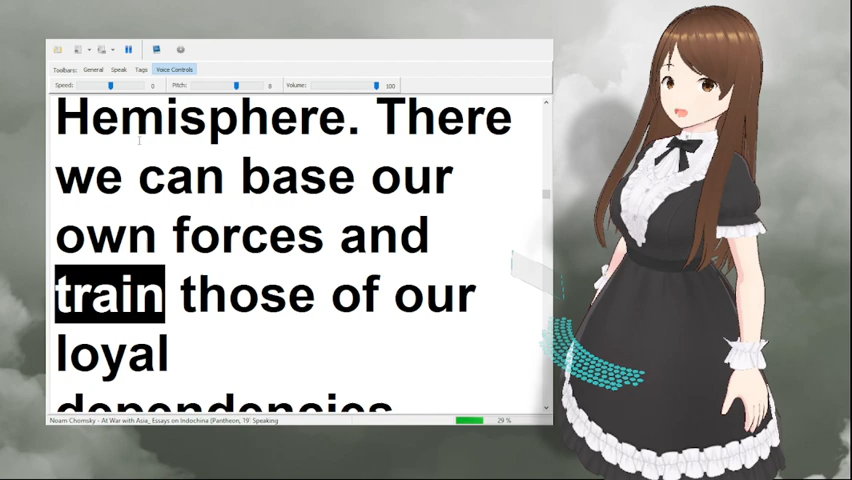 Toolbars: General Speak Tags Voice Controls
Speed: 0 Pitch: 8 Volume: 100
Hemisphere. There
we can base our
own forces and
train those of our
loyal
dependencies
Noam Chomsky - At War with Asia_ Essays on Indochina (Pantheon, 19' Speaking 29 %